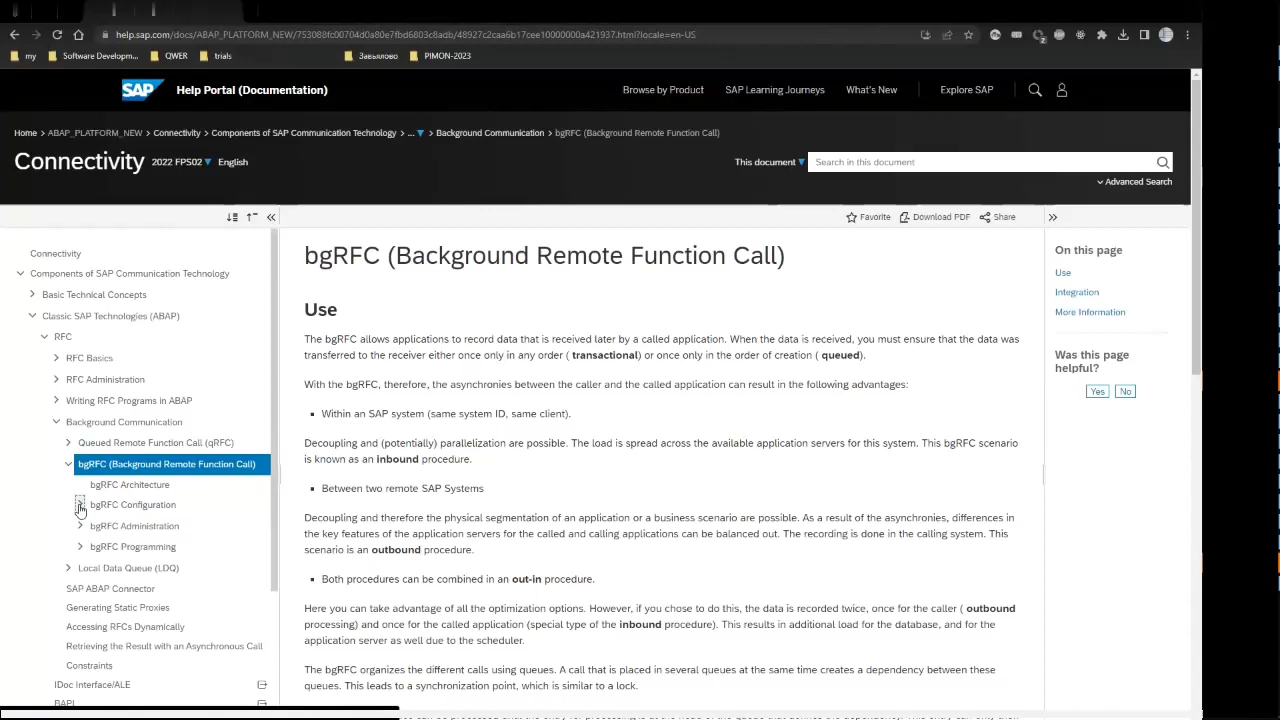 help.sap.com/docs/ABAP_PLATFORM_NEW/753088fc00704d0a80e7fbd6803c8adb/48927c2caa6b17cee10000000a421937.html?locale=en-US
my Software Developm... QWER trials Завьялово PIMON-2023
SAP Help Portal (Documentation) Browse by Product SAP Learning Journeys What's New Explore SAP
Home > ABAP_PLATFORM_NEW > Connectivity > Components of SAP Communication Technology > ... > Background Communication > bgRFC (Background Remote Function Call)
Connectivity 2022 FPS02 English This document Search in this document
Advanced Search
Favorite Download PDF Share
Connectivity
Components of SAP Communication Technology
Basic Technical Concepts
Classic SAP Technologies (ABAP)
RFC
RFC Basics
RFC Administration
Writing RFC Programs in ABAP
Background Communication
Queued Remote Function Call (qRFC)
bgRFC (Background Remote Function Call)
bgRFC Architecture
bgRFC Configuration
bgRFC Administration
bgRFC Programming
Local Data Queue (LDQ)
SAP ABAP Connector
Generating Static Proxies
Accessing RFCs Dynamically
Retrieving the Result with an Asynchronous Call
Constraints
IDoc Interface/ALE
BAPI
bgRFC (Background Remote Function Call)
Use
The bgRFC allows applications to record data that is received later by a called application. When the data is received, you must ensure that the data was
transferred to the receiver either once only in any order ( transactional) or once only in the order of creation ( queued).
With the bgRFC, therefore, the asynchronies between the caller and the called application can result in the following advantages:
▪ Within an SAP system (same system ID, same client).
Decoupling and (potentially) parallelization are possible. The load is spread across the available application servers for this system. This bgRFC scenario
is known as an inbound procedure.
▪ Between two remote SAP Systems
Decoupling and therefore the physical segmentation of an application or a business scenario are possible. As a result of the asynchronies, differences in
the key features of the application servers for the called and calling applications can be balanced out. The recording is done in the calling system. This
scenario is an outbound procedure.
▪ Both procedures can be combined in an out-in procedure.
Here you can take advantage of all the optimization options. However, if you chose to do this, the data is recorded twice, once for the caller ( outbound
processing) and once for the called application (special type of the inbound procedure). This results in additional load for the database, and for the
application server as well due to the scheduler.
The bgRFC organizes the different calls using queues. A call that is placed in several queues at the same time creates a dependency between these
queues. This leads to a synchronization point, which is similar to a lock.
On this page
Use
Integration
More Information
Was this page
helpful?
Yes No